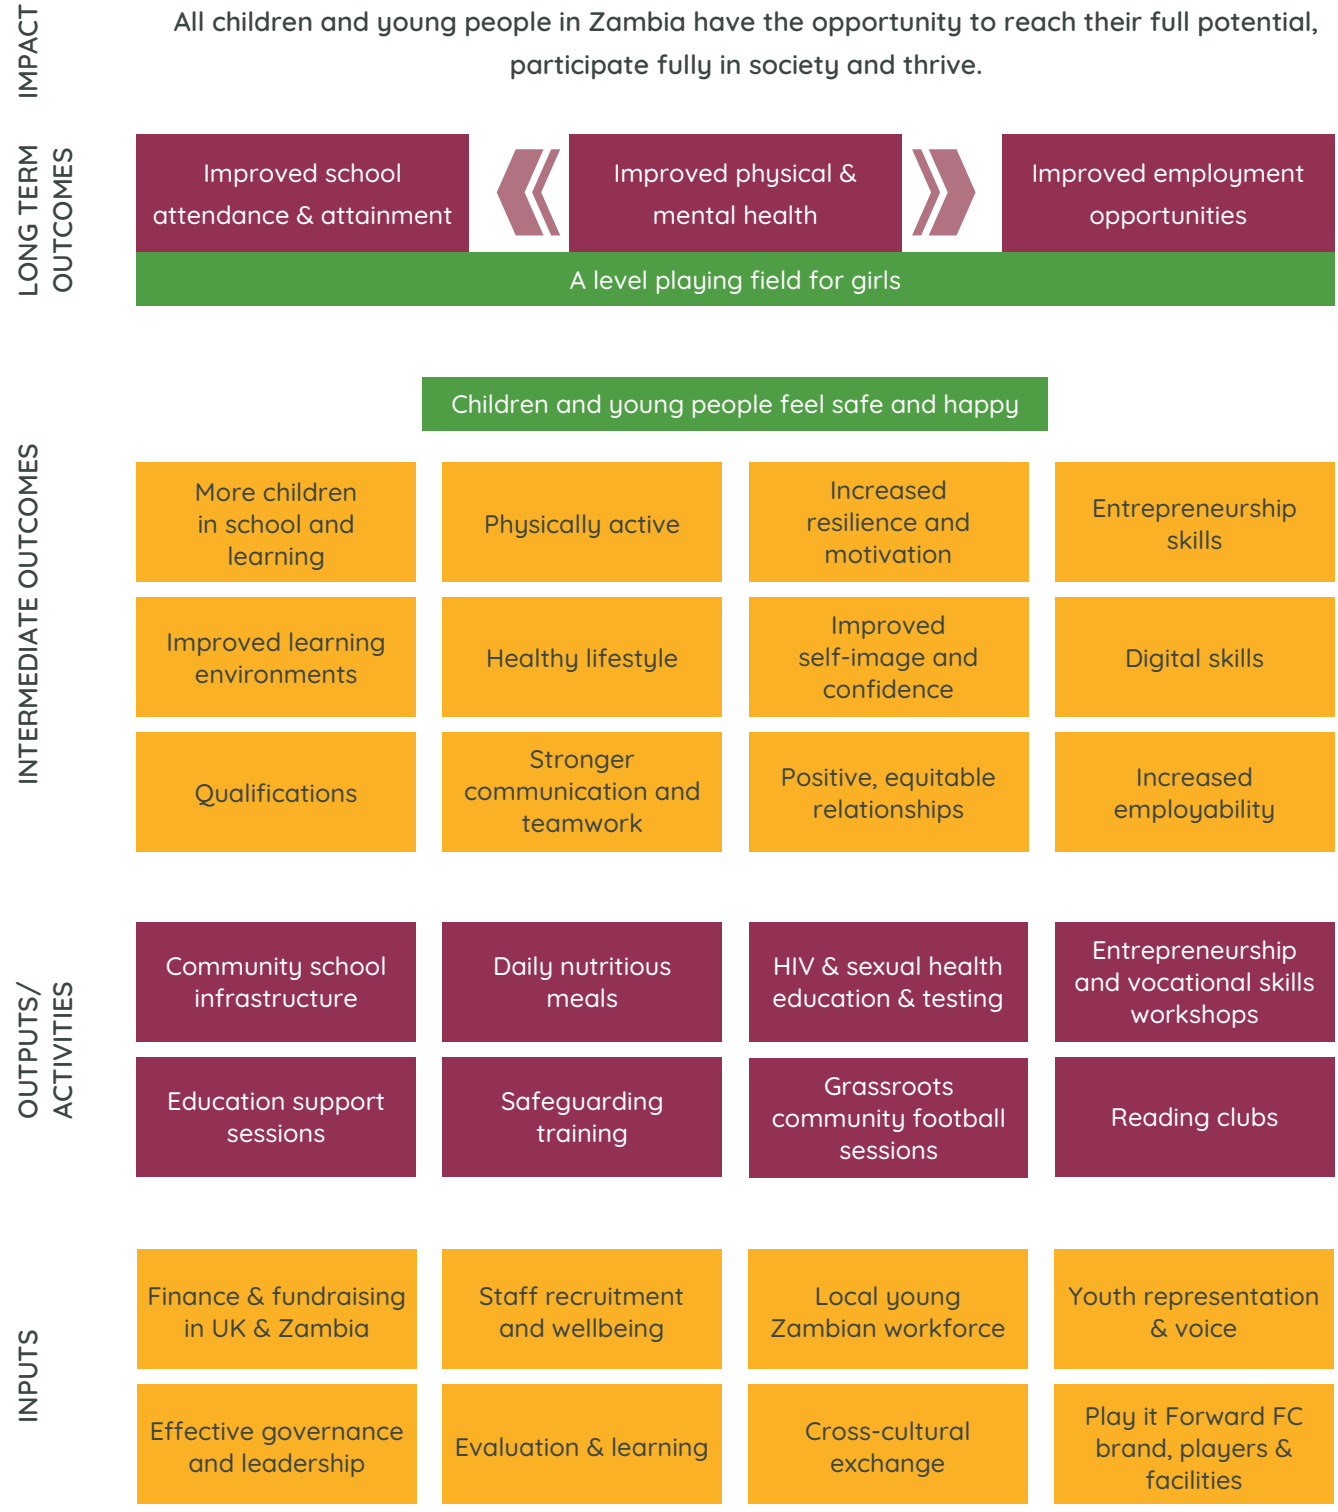 IMPACT
All children and young people in Zambia have the opportunity to reach their full potential,
participate fully in society and thrive.
LONG TERM
OUTCOMES
Improved school
attendance & attainment
Improved physical &
mental health
Improved employment
opportunities
A level playing field for girls
INTERMEDIATE OUTCOMES
Children and young people feel safe and happy
More children
in school and
learning
Physically active
Increased
resilience and
motivation
Entrepreneurship
skills
Improved learning
environments
Healthy lifestyle
Improved
self-image and
confidence
Digital skills
Qualifications
Stronger
communication and
teamwork
Positive, equitable
relationships
Increased
employability
OUTPUTS/
ACTIVITIES
Community school
infrastructure
Daily nutritious
meals
HIV & sexual health
education & testing
Entrepreneurship
and vocational skills
workshops
Education support
sessions
Safeguarding
training
Grassroots
community football
sessions
Reading clubs
INPUTS
Finance & fundraising
in UK & Zambia
Staff recruitment
and wellbeing
Local young
Zambian workforce
Youth representation
& voice
Effective governance
and leadership
Evaluation & learning
Cross-cultural
exchange
Play it Forward FC
brand, players &
facilities